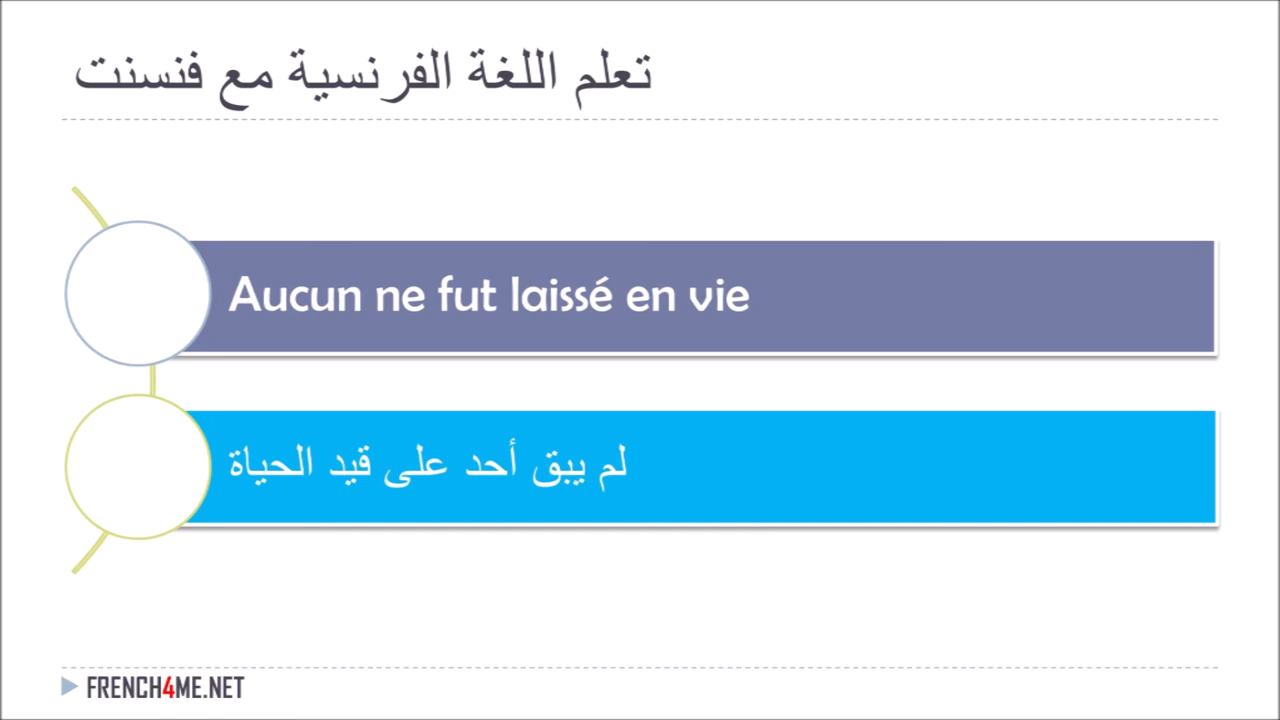 تعلم اللغة الفرنسية مع فنسنت
Aucun ne fut laissé en vie
لم يبق أحد على قيد الحياة
FRENCH4ME.NET